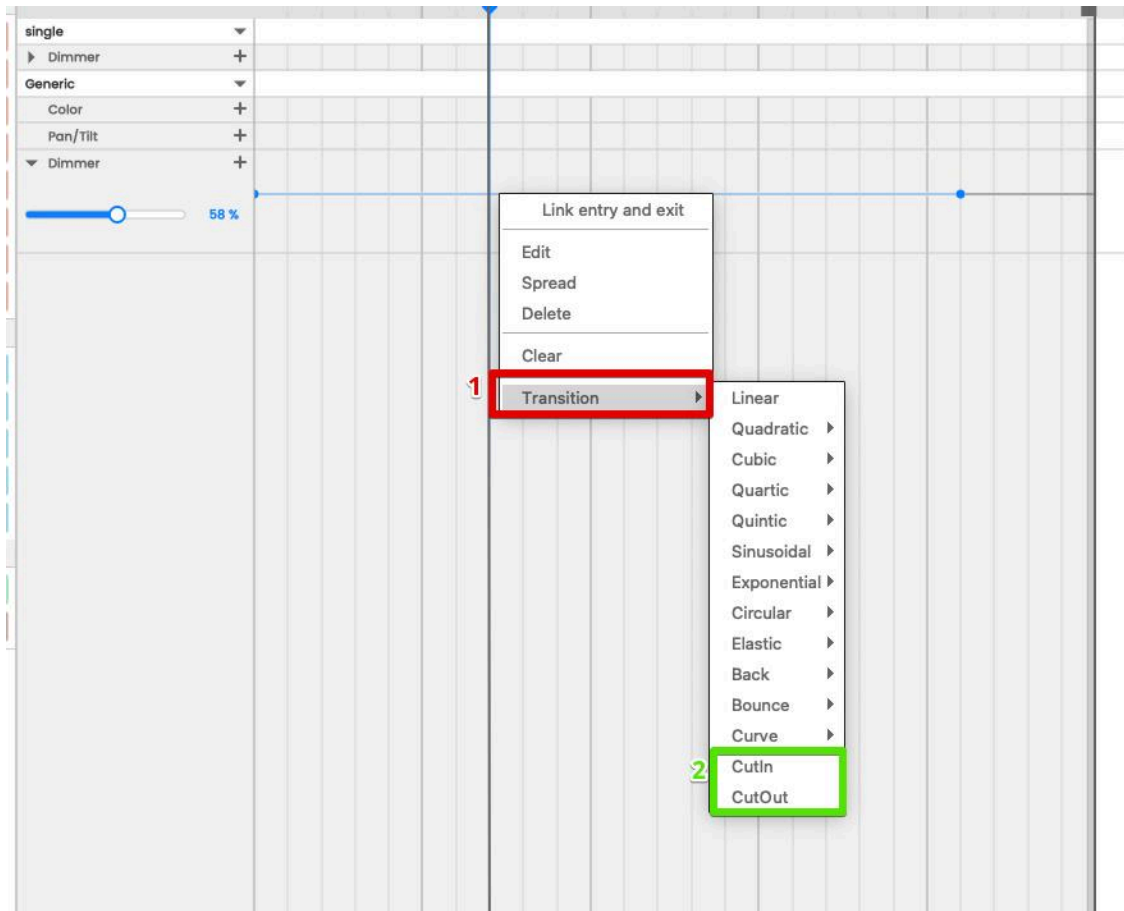 single
Dimmer
Generic
Color
Pan/Tilt
Dimmer
58 %
Link entry and exit
Edit
Spread
Delete
Clear
1
Transition
Linear
Quadratic
Cubic
Quartic
Quintic
Sinusoidal
Exponential
Circular
Elastic
Back
Bounce
Curve
2
CutIn
CutOut